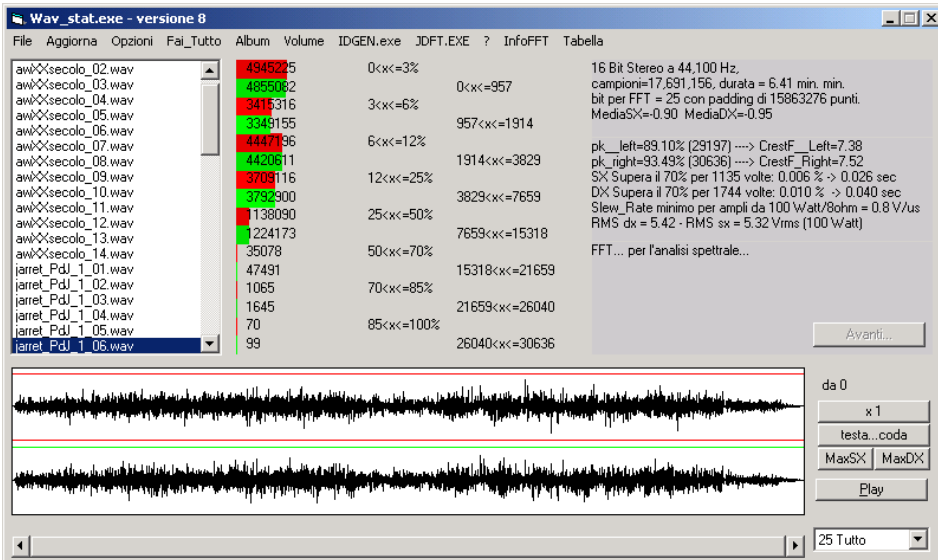 Wav_stat.exe - versione 8
File Aggiorna Opzioni Fai_Tutto Album Volume IDGEN.exe JDFT.EXE ? InfoFFT Tabella
awXXsecolo_02.wav
awXXsecolo_03.wav
awXXsecolo_04.wav
awXXsecolo_05.wav
awXXsecolo_06.wav
awXXsecolo_07.wav
awXXsecolo_08.wav
awXXsecolo_09.wav
awXXsecolo_10.wav
awXXsecolo_11.wav
awXXsecolo_12.wav
awXXsecolo_13.wav
awXXsecolo_14.wav
jarret_PdJ_1_01.wav
jarret_PdJ_1_02.wav
jarret_PdJ_1_03.wav
jarret_PdJ_1_04.wav
jarret_PdJ_1_05.wav
jarret_PdJ_1_06.wav
4945225 0<x<=3%
4855082 0<x<=957
3415316 3<x<=6%
3349155 957<x<=1914
4447196 6<x<=12%
4420611 1914<x<=3829
3709116 12<x<=25%
3792900 3829<x<=7659
1138090 25<x<=50%
1224173 7659<x<=15318
35078 50<x<=70%
47491 15318<x<=21659
1065 70<x<=85%
1645 21659<x<=26040
70 85<x<=100%
99 26040<x<=30636
16 Bit Stereo a 44,100 Hz,
campioni=17,691,156, durata = 6.41 min. min.
bit per FFT = 25 con padding di 15863276 punti.
MediaSX=-0.90 MediaDX=-0.95
pk__left=89.10% (29197) ----> CrestF__Left=7.38
pk_right=93.49% (30636) ----> CrestF_Right=7.52
SX Supera il 70% per 1135 volte: 0.006 % -> 0.026 sec
DX Supera il 70% per 1744 volte: 0.010 % -> 0.040 sec
Slew_Rate minimo per ampli da 100 Watt/8ohm = 0.8 V/us
RMS dx = 5.42 - RMS sx = 5.32 Vrms (100 Watt)
FFT... per l'analisi spettrale...
Avanti...
da 0
x 1
testa...coda
MaxSX MaxDX
Play
25 Tutto